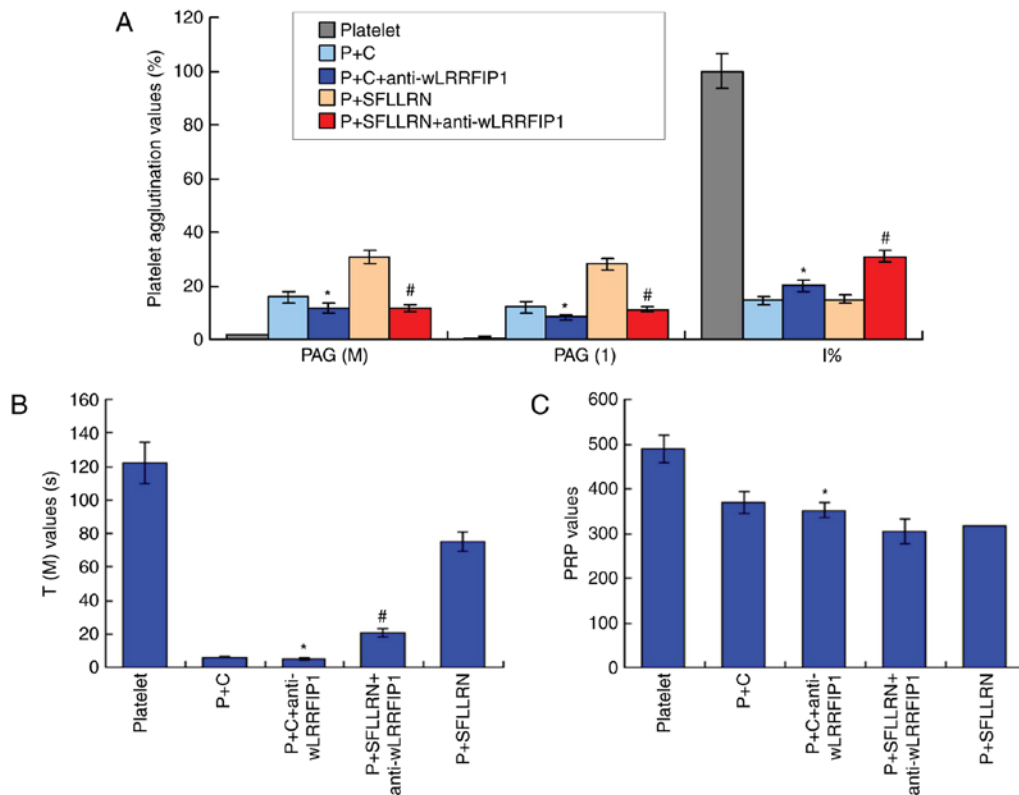 A
Platelet agglutination values (%)
120
100
80
60
40
20
0
Platelet
P+C
P+C+anti-wLRRFIP1
P+SFLLRN
P+SFLLRN+anti-wLRRFIP1
*
#
*
#
*
#
PAG (M)
PAG (1)
I%
B
T (M) values (s)
160
140
120
100
80
60
40
20
0
*
#
Platelet
P+C
P+C+anti-
wLRRFIP1
P+SFLLRN+
anti-wLRRFIP1
P+SFLLRN
C
PRP values
600
500
400
300
200
100
0
*
Platelet
P+C
P+C+anti-
wLRRFIP1
P+SFLLRN+
anti-wLRRFIP1
P+SFLLRN